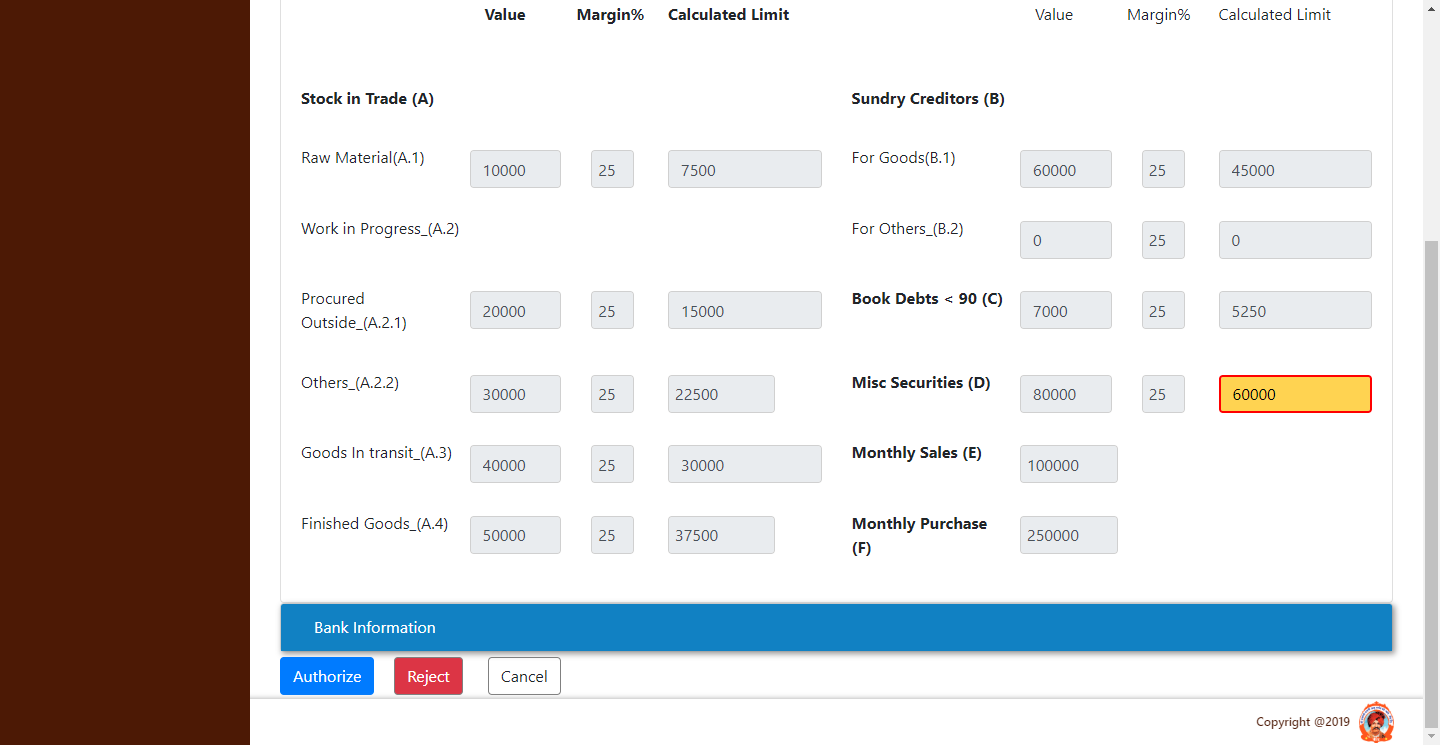 Value Margin% Calculated Limit Value Margin% Calculated Limit
Stock in Trade (A) Sundry Creditors (B)
Raw Material(A.1) 10000 25 7500 For Goods(B.1) 60000 25 45000
Work in Progress_(A.2) For Others_(B.2) 0 25 0
Procured
Outside_(A.2.1) 20000 25 15000 Book Debts < 90 (C) 7000 25 5250
Others_(A.2.2) 30000 25 22500 Misc Securities (D) 80000 25 60000
Goods In transit_(A.3) 40000 25 30000 Monthly Sales (E) 100000
Finished Goods_(A.4) 50000 25 37500 Monthly Purchase
(F) 250000
Bank Information
Authorize Reject Cancel
Copyright @2019